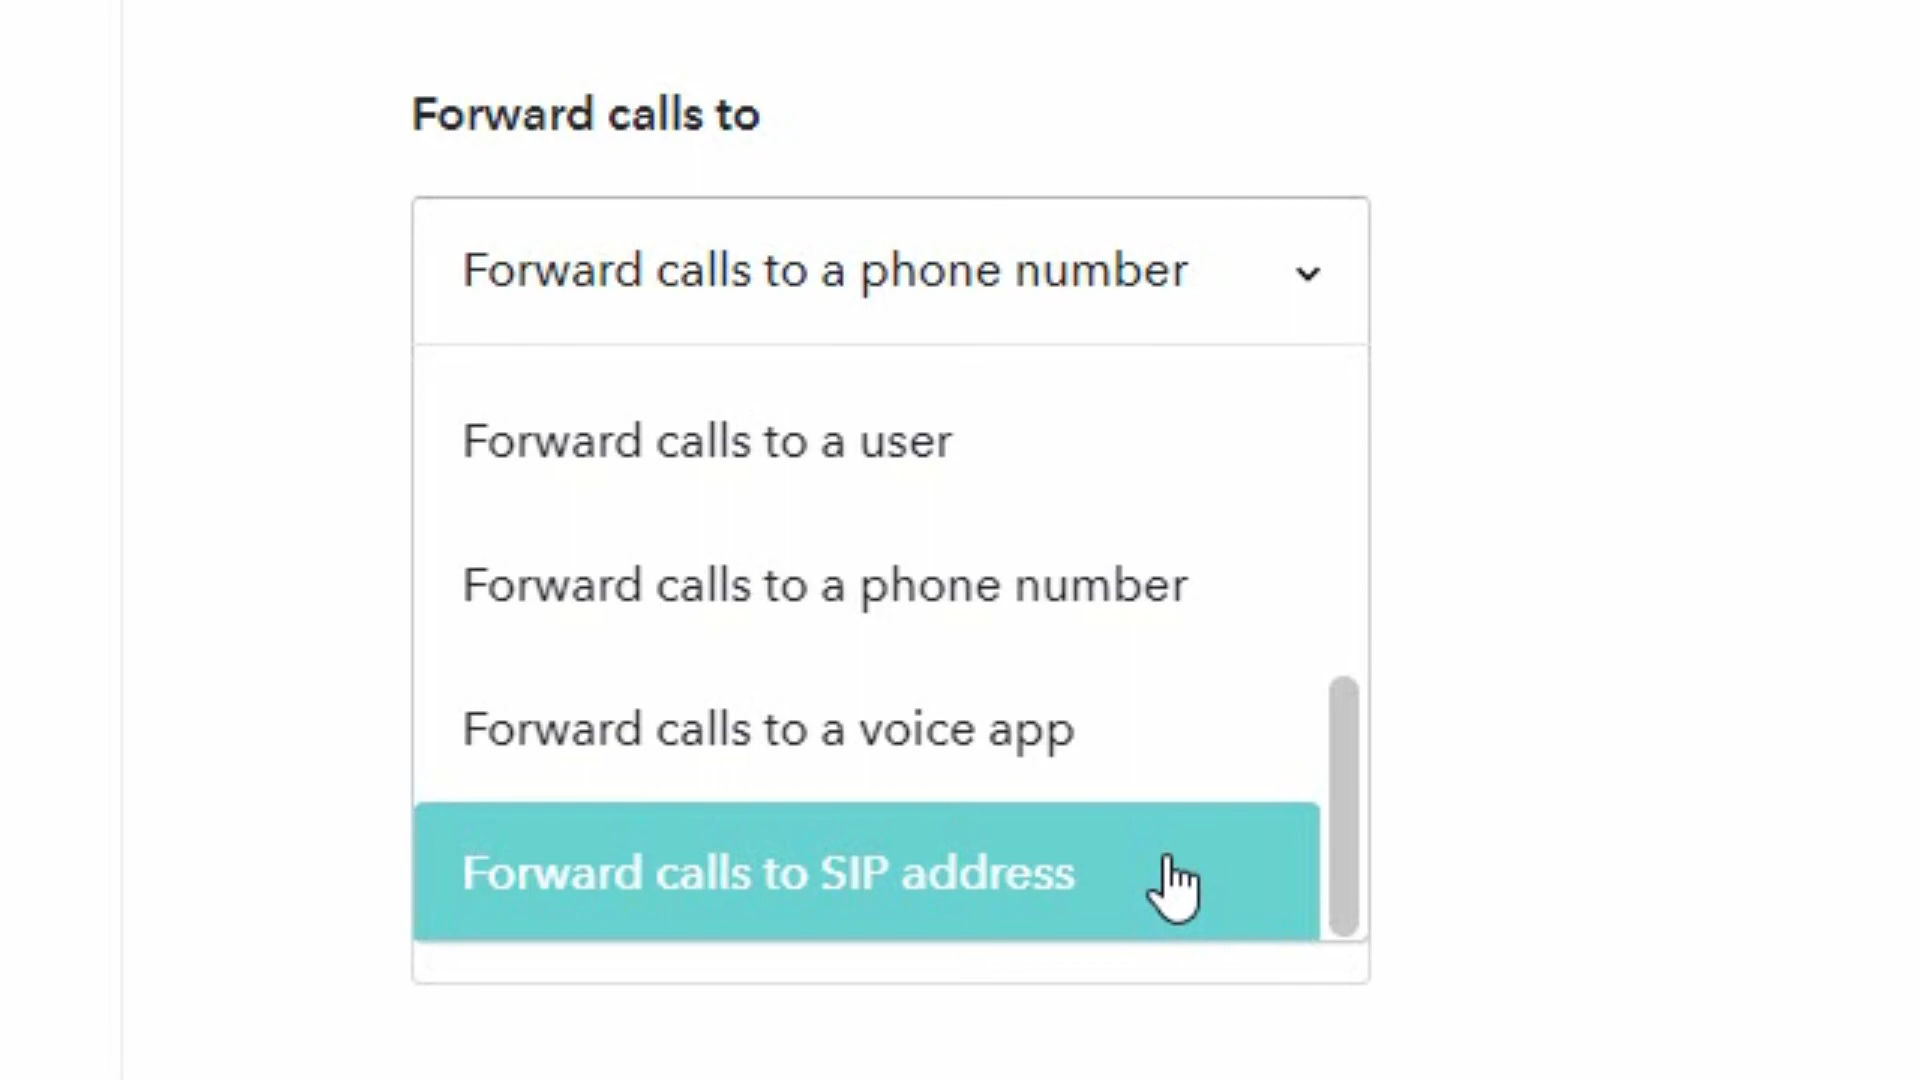 Forward calls to
Forward calls to a phone number
Forward calls to a user
Forward calls to a phone number
Forward calls to a voice app
Forward calls to SIP address